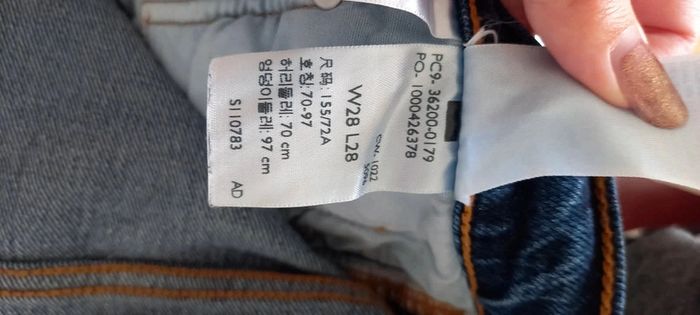 PC9- 36200-0179
PO- 1000426378
1022
W28 L28
尺 码: 155/72A
호칭: 70-97
허리둘레: 70 cm
엉덩이둘레: 97 cm
S110783 AD